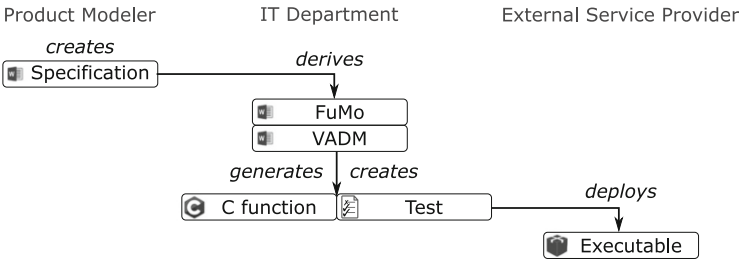 Product Modeler
IT Department
External Service Provider
creates
Specification
derives
FuMo
VADM
generates
creates
C function
Test
deploys
Executable